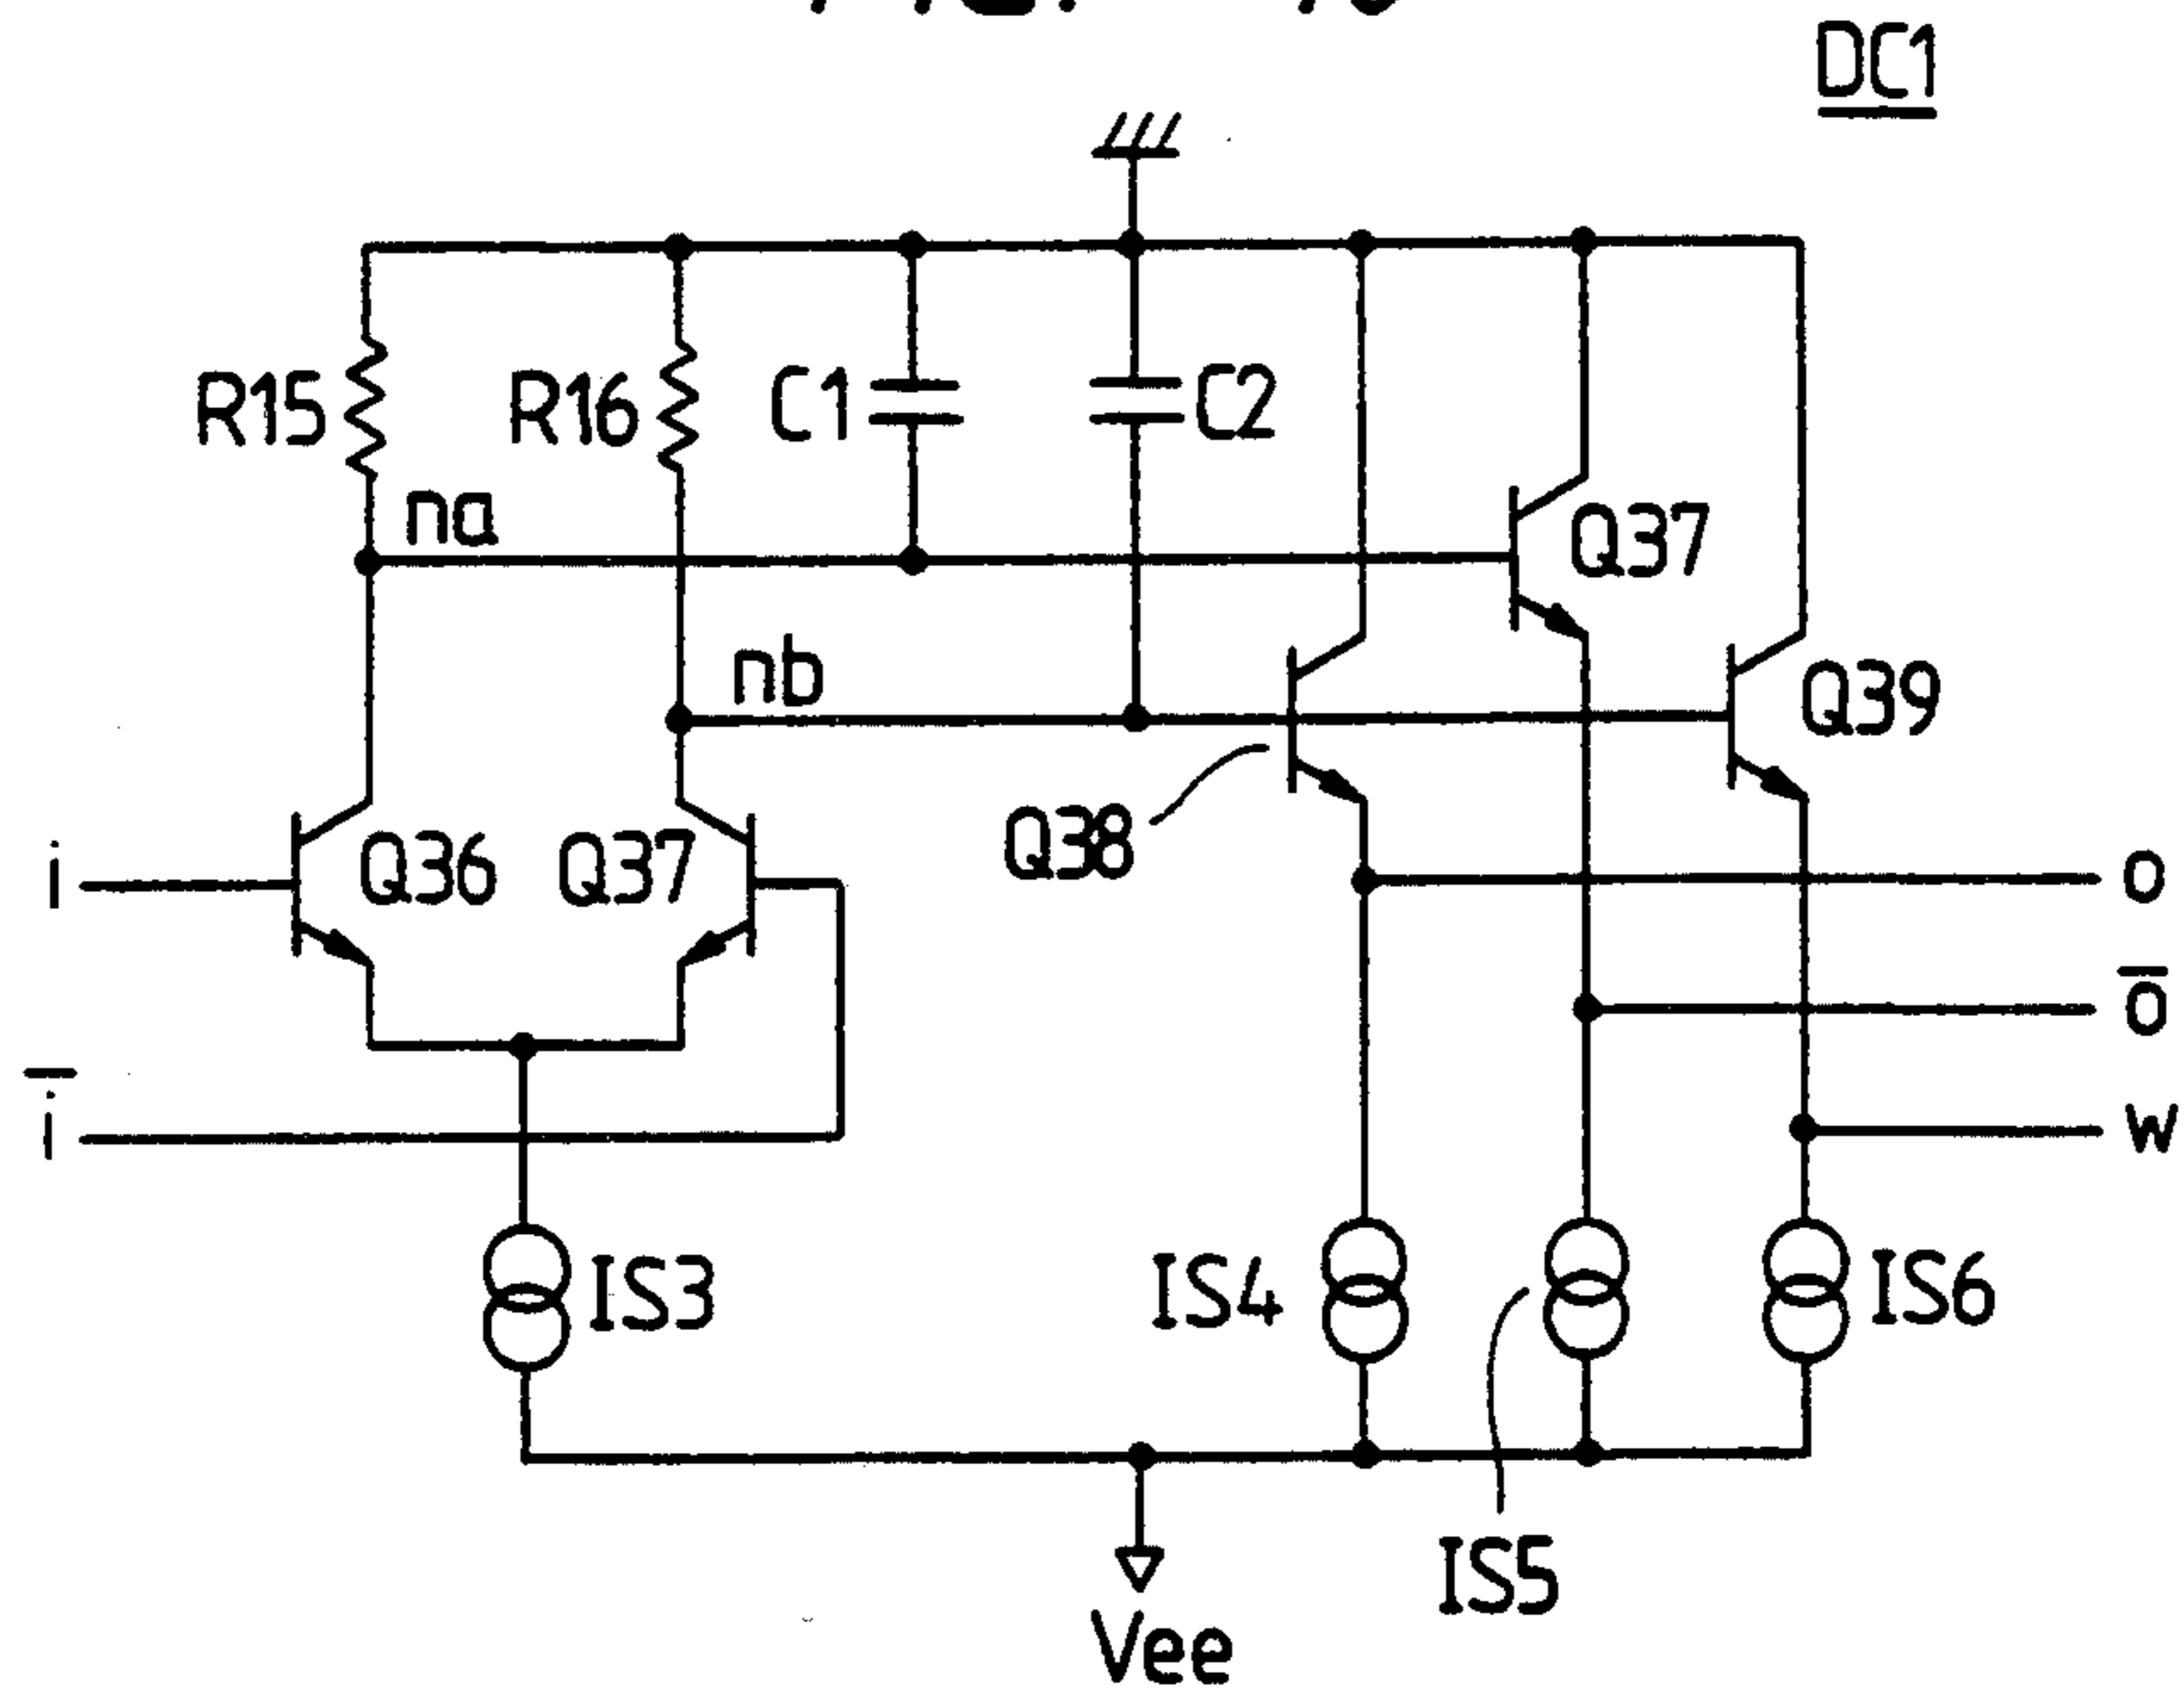 DC1
R15
R16
C1
C2
na
Q37
nb
Q39
Q38
i
Q36
Q37
o
o̅
i̅
w
IS3
IS4
IS6
IS5
Vee